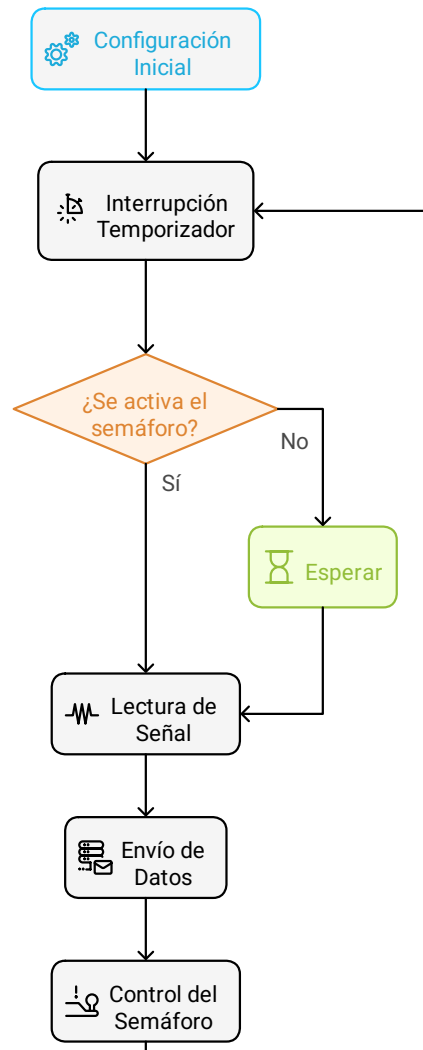 Configuración
Inicial
Interrupción
Temporizador
¿Se activa el
semáforo?
No
Sí
Esperar
Lectura de
Señal
Envío de
Datos
Control del
Semáforo